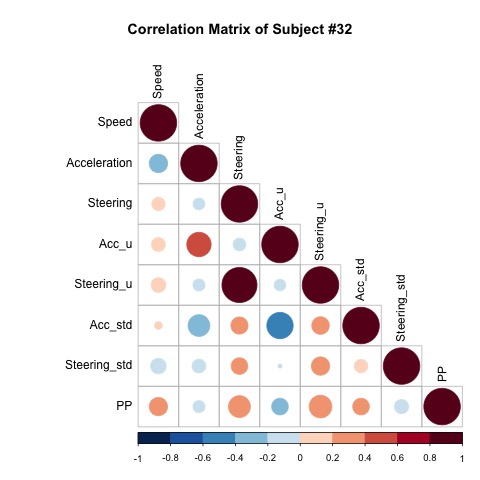 Correlation Matrix of Subject #32
Speed
Acceleration
Steering
Acc_u
Steering_u
Acc_std
Steering_std
PP
Speed
Acceleration
Steering
Acc_u
Steering_u
Acc_std
Steering_std
PP
-1 -0.8 -0.6 -0.4 -0.2 0 0.2 0.4 0.6 0.8 1